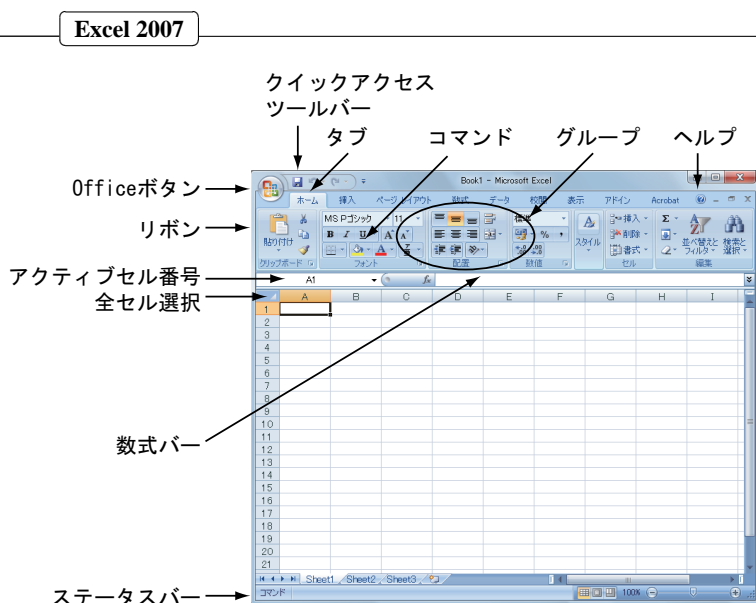 Excel 2007
クイックアクセス
ツールバー
タブ
コマンド
グループ
ヘルプ
Officeボタン
リボン
アクティブセル番号
全セル選択
数式バー
ステータスバー
Book1 - Microsoft Excel
ホーム 挿入 ページ レイアウト 数式 データ 校閲 表示 アドイン Acrobat
MS Pゴシック 11 標準 挿入 Σ
貼り付け B I U A A % , スタイル 削除 並べ替えと フィルタ 検索と 選択
書式
クリップボード フォント 配置 数値 セル 編集
A1 fx
A B C D E F G H I
1
2
3
4
5
6
7
8
9
10
11
12
13
14
15
16
17
18
19
20
21
Sheet1 Sheet2 Sheet3
コマンド 100%